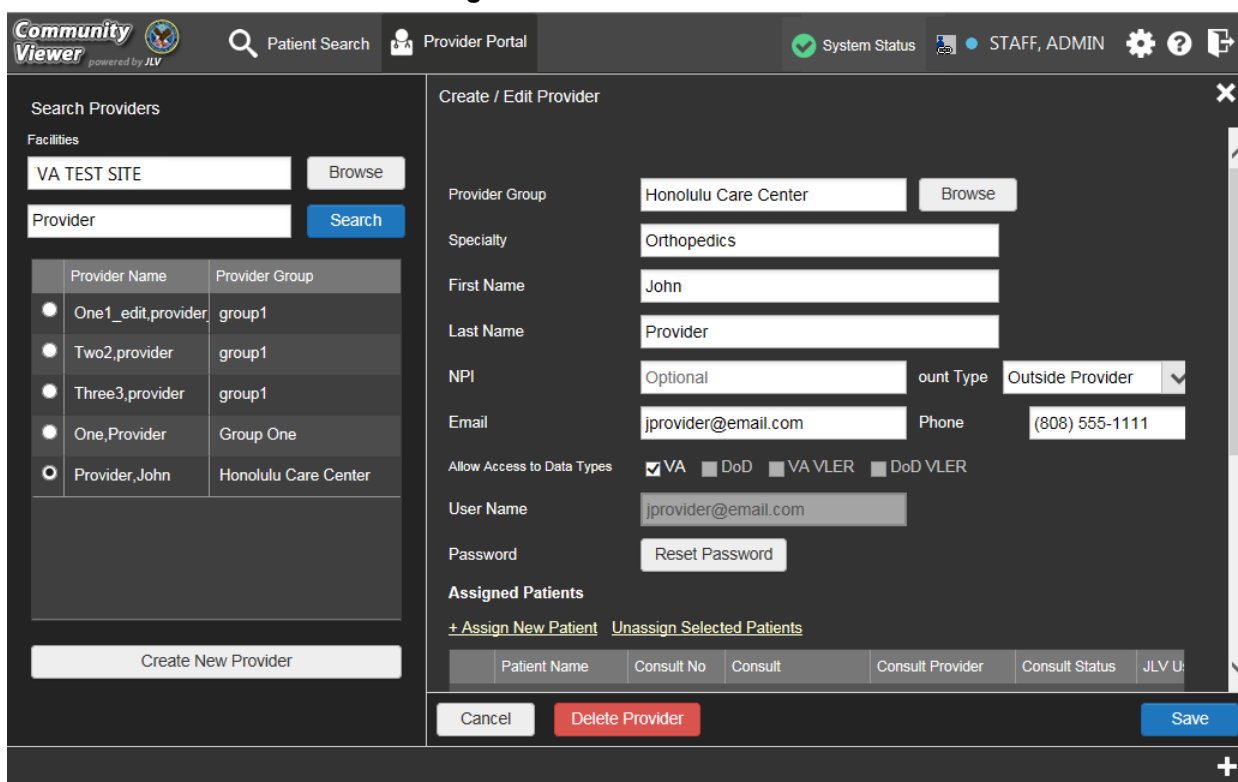 Community Viewer powered by JLV
Patient Search
Provider Portal
System Status
STAFF, ADMIN
Search Providers
Facilities
VA TEST SITE
Browse
Provider
Search
Provider Name Provider Group
One1_edit,provider group1
Two2,provider group1
Three3,provider group1
One,Provider Group One
Provider,John Honolulu Care Center
Create New Provider
Create / Edit Provider
Provider Group Honolulu Care Center Browse
Specialty Orthopedics
First Name John
Last Name Provider
NPI Optional ount Type Outside Provider
Email jprovider@email.com Phone (808) 555-1111
Allow Access to Data Types VA DoD VA VLER DoD VLER
User Name jprovider@email.com
Password Reset Password
Assigned Patients
+ Assign New Patient Unassign Selected Patients
Patient Name Consult No Consult Consult Provider Consult Status JLV U
Cancel Delete Provider Save